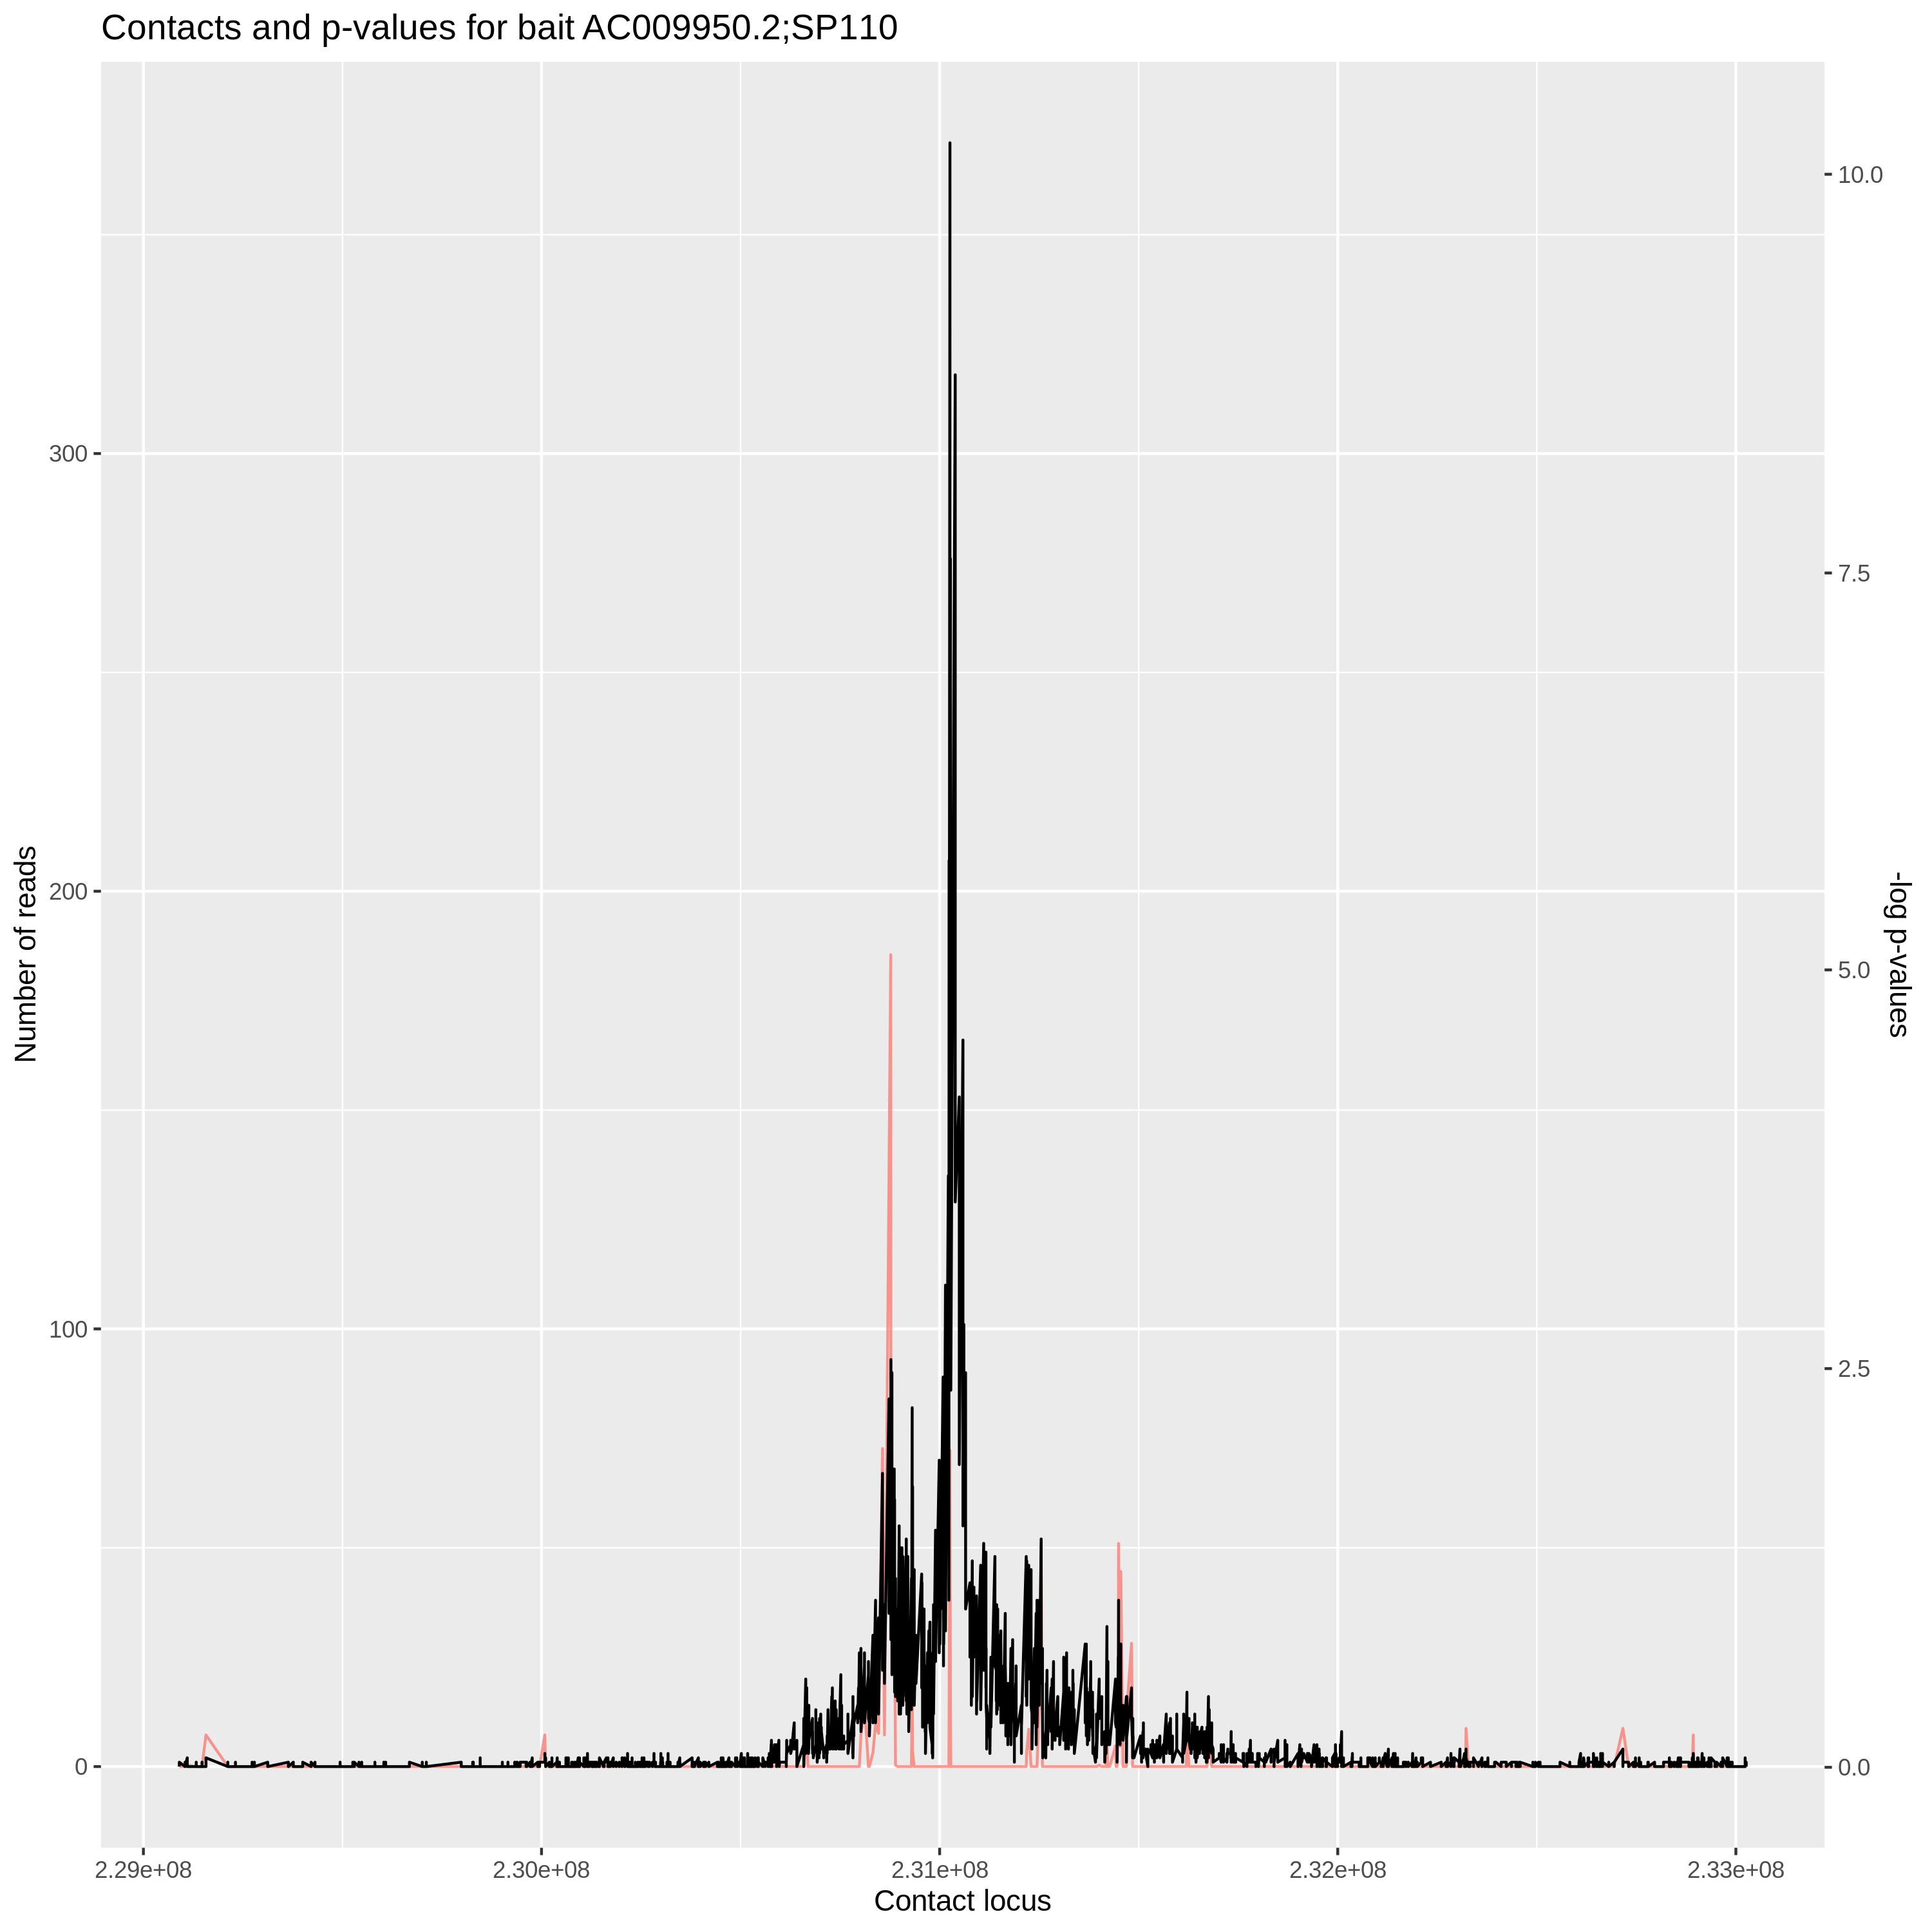 Contacts and p-values for bait AC009950.2;SP110
Number of reads
300
200
100
0
10.0
7.5
5.0
2.5
0.0
-log p-values
2.29e+08
2.30e+08
2.31e+08
2.32e+08
2.33e+08
Contact locus